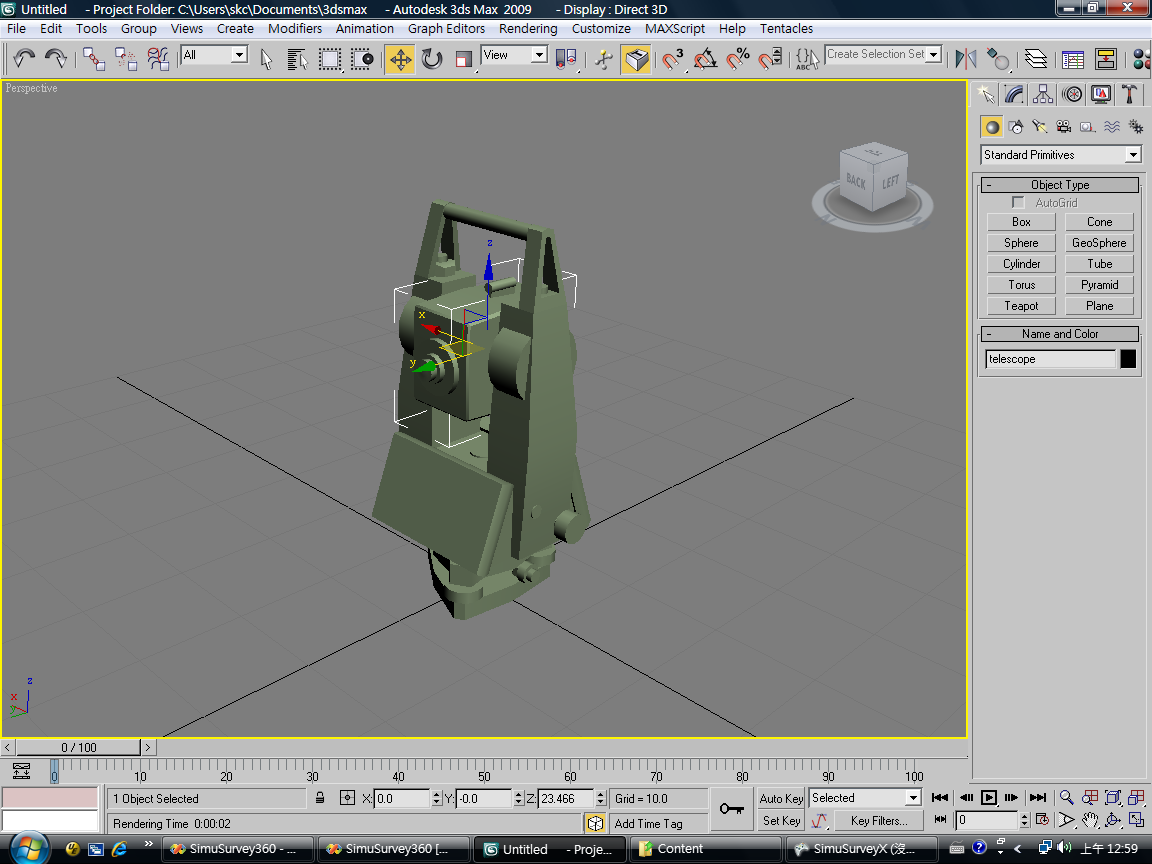 Untitled - Project Folder: C:\Users\skc\Documents\3dsmax - Autodesk 3ds Max 2009 - Display : Direct 3D
File Edit Tools Group Views Create Modifiers Animation Graph Editors Rendering Customize MAXScript Help Tentacles
All View 3 % {} ABC Create Selection Set
Perspective
BACK LEFT
Standard Primitives
- Object Type
AutoGrid
Box Cone
Sphere GeoSphere
Cylinder Tube
Torus Pyramid
Teapot Plane
- Name and Color
telescope
z
x
y
z
x
y
< 0 / 100 >
0 10 20 30 40 50 60 70 80 90 100
1 Object Selected X: 0.0 Y: -0.0 Z: 23.466 Grid = 10.0 Auto Key Selected
Rendering Time 0:00:02 Add Time Tag Set Key Key Filters... 0
SimuSurvey360 - ... SimuSurvey360 [... Untitled - Proje... Content SimuSurveyX (沒... 上午 12:59